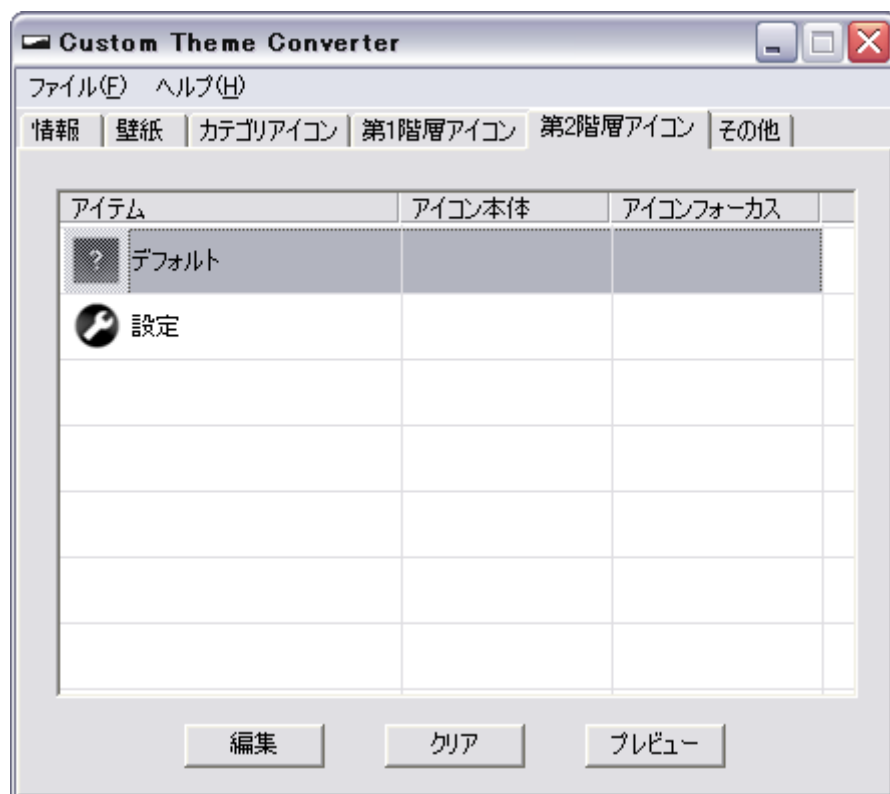 Custom Theme Converter
ファイル(F) ヘルプ(H)
情報 壁紙 カテゴリアイコン 第1階層アイコン 第2階層アイコン その他
アイテム アイコン本体 アイコンフォーカス
? デフォルト
設定
編集 クリア プレビュー